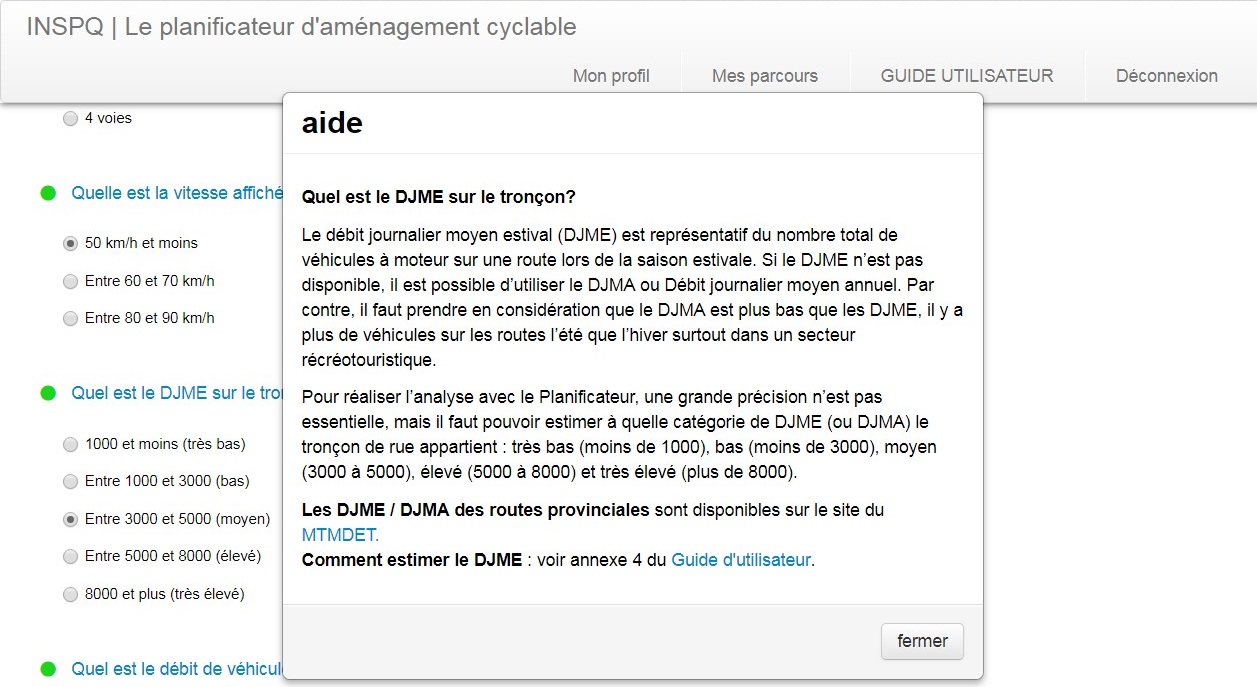 INSPQ | Le planificateur d'aménagement cyclable
Mon profil
Mes parcours
GUIDE UTILISATEUR
Déconnexion
4 voies
Quelle est la vitesse affiché
50 km/h et moins
Entre 60 et 70 km/h
Entre 80 et 90 km/h
Quel est le DJME sur le tro
1000 et moins (très bas)
Entre 1000 et 3000 (bas)
Entre 3000 et 5000 (moyen)
Entre 5000 et 8000 (élevé)
8000 et plus (très élevé)
Quel est le débit de véhicul
aide
Quel est le DJME sur le tronçon?
Le débit journalier moyen estival (DJME) est représentatif du nombre total de
véhicules à moteur sur une route lors de la saison estivale. Si le DJME n’est pas
disponible, il est possible d’utiliser le DJMA ou Débit journalier moyen annuel. Par
contre, il faut prendre en considération que le DJMA est plus bas que les DJME, il y a
plus de véhicules sur les routes l’été que l’hiver surtout dans un secteur
récréotouristique.
Pour réaliser l’analyse avec le Planificateur, une grande précision n’est pas
essentielle, mais il faut pouvoir estimer à quelle catégorie de DJME (ou DJMA) le
tronçon de rue appartient : très bas (moins de 1000), bas (moins de 3000), moyen
(3000 à 5000), élevé (5000 à 8000) et très élevé (plus de 8000).
Les DJME / DJMA des routes provinciales sont disponibles sur le site du
MTMDET.
Comment estimer le DJME : voir annexe 4 du Guide d'utilisateur.
fermer